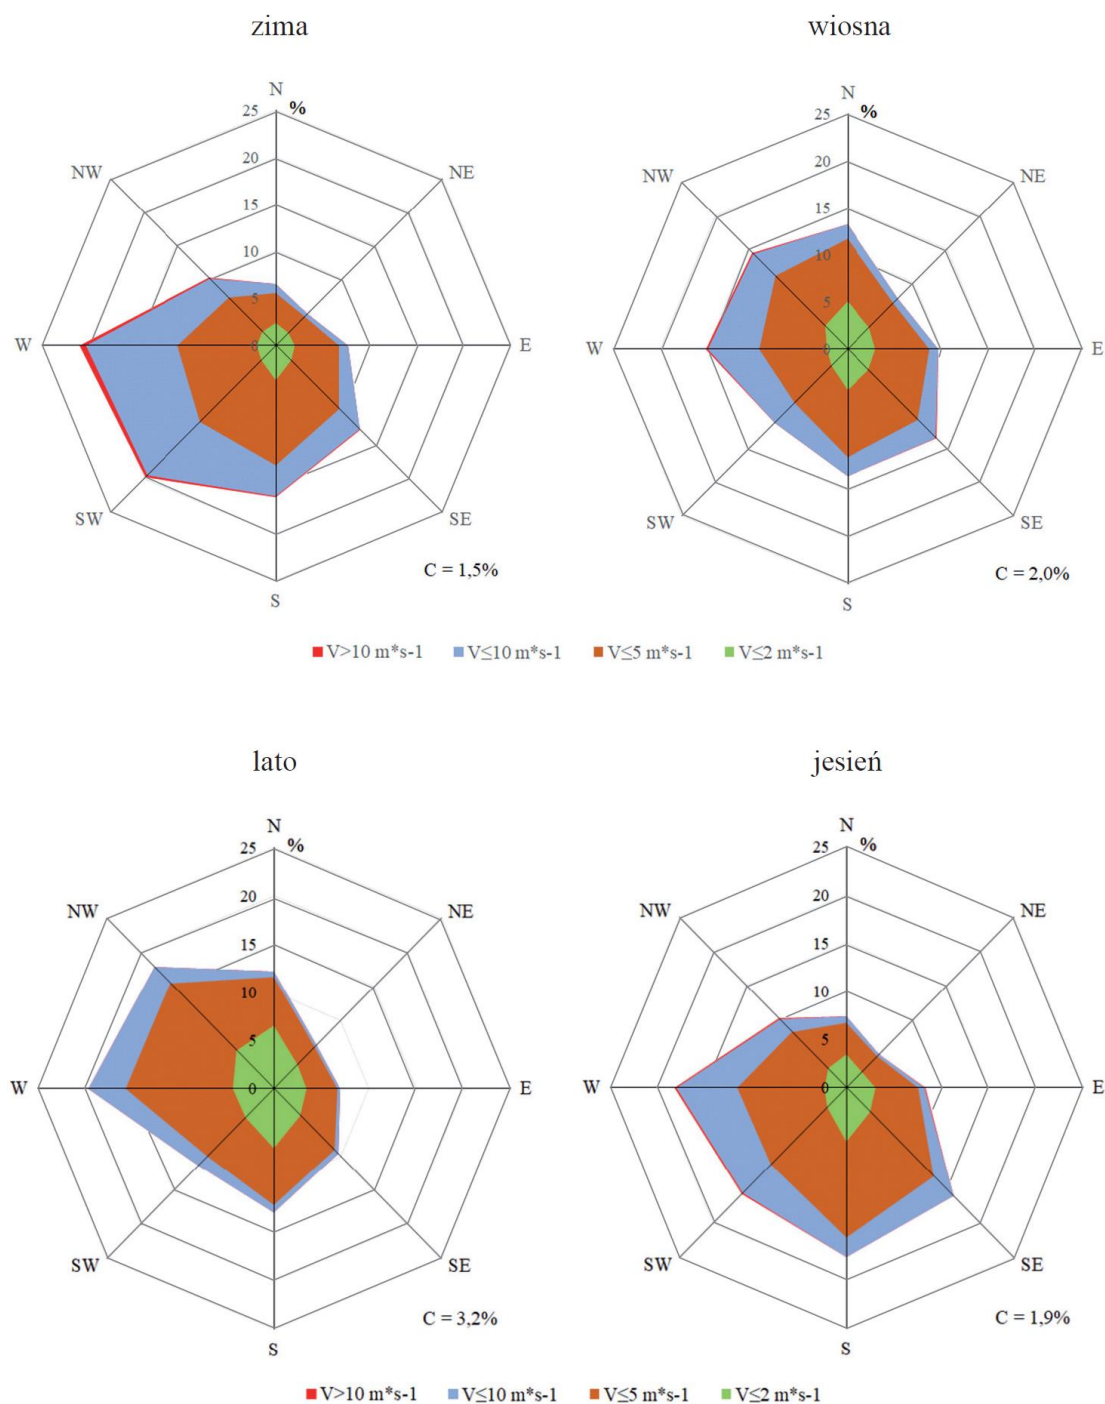 zima
wiosna
N
25 %
20
15
10
5
0
NW
NE
W
E
SW
SE
S
C = 1,5%
N
25 %
20
15
10
5
0
NW
NE
W
E
SW
SE
S
C = 2,0%
V>10 m*s-1 V≤10 m*s-1 V≤5 m*s-1 V≤2 m*s-1
lato
jesień
N
25 %
20
15
10
5
0
NW
NE
W
E
SW
SE
S
C = 3,2%
N
25 %
20
15
10
5
0
NW
NE
W
E
SW
SE
S
C = 1,9%
V>10 m*s-1 V≤10 m*s-1 V≤5 m*s-1 V≤2 m*s-1